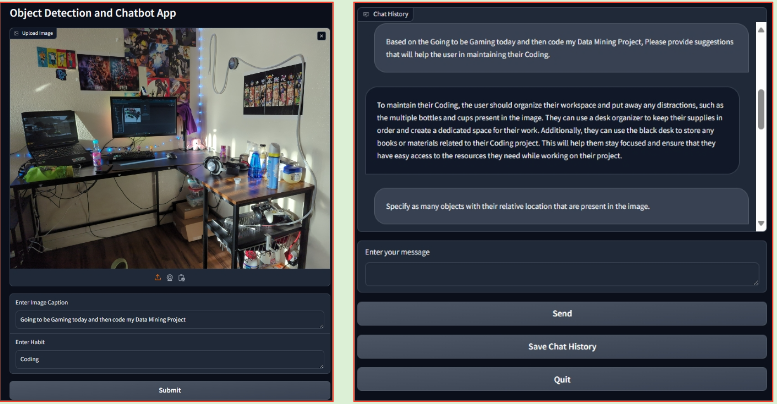 Object Detection and Chatbot App
Upload Image
Enter Image Caption
Going to be Gaming today and then code my Data Mining Project
Enter Habit
Coding
Submit
Chat History
Based on the Going to be Gaming today and then code my Data Mining Project, Please provide suggestions
that will help the user in maintaining their Coding.
To maintain their Coding, the user should organize their workspace and put away any distractions, such as
the multiple bottles and cups present in the image. They can use a desk organizer to keep their supplies in
order and create a dedicated space for their work. Additionally, they can use the black desk to store any
books or materials related to their Coding project. This will help them stay focused and ensure that they
have easy access to the resources they need while working on their project.
Specify as many objects with their relative location that are present in the image.
Enter your message
Send
Save Chat History
Quit